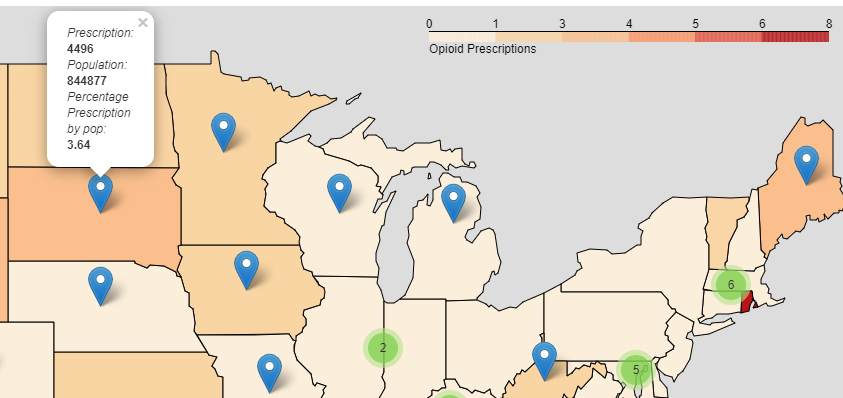 ×
Prescription:
4496
Population:
844877
Percentage
Prescription
by pop:
3.64
0 1 3 4 5 6 8
Opioid Prescriptions
6
2
5